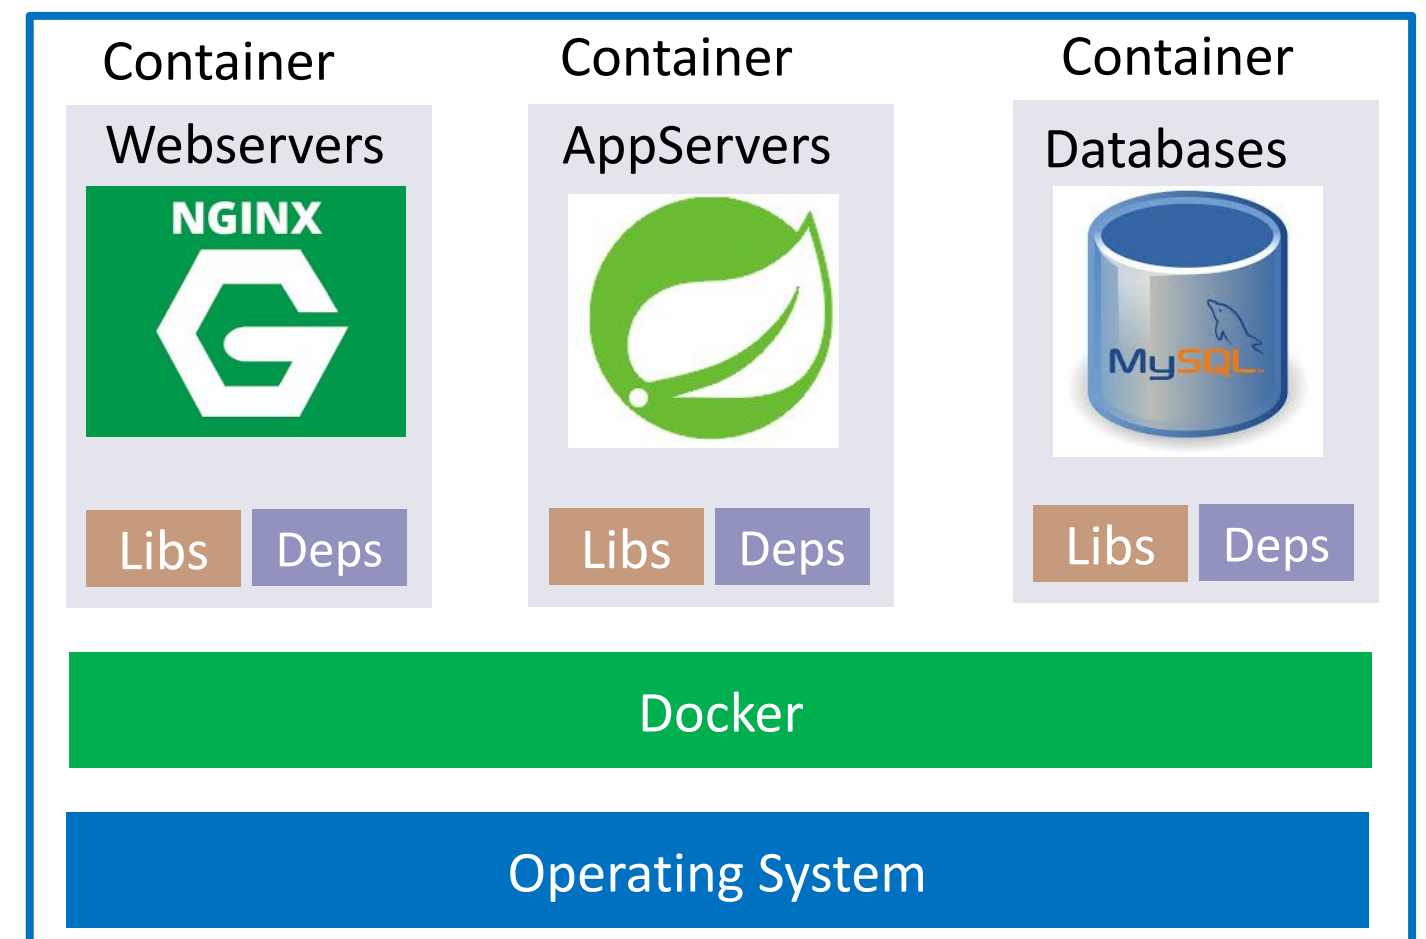 Container
Webservers
NGINX
Libs Deps
Container
AppServers
Libs Deps
Container
Databases
MySQL
Libs Deps
Docker
Operating System